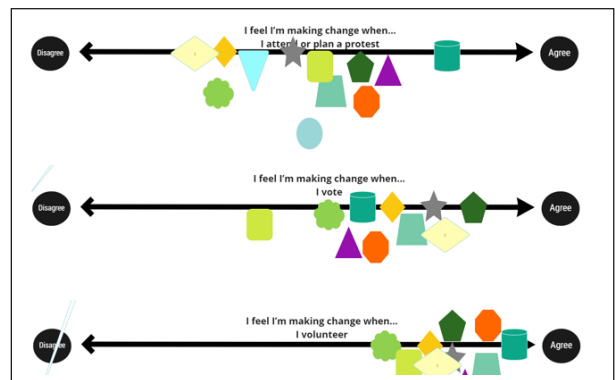 I feel I'm making change when...
I attend or plan a protest
Disagree
Agree
I feel I'm making change when...
I vote
Disagree
Agree
I feel I'm making change when...
I volunteer
Disagree
Agree